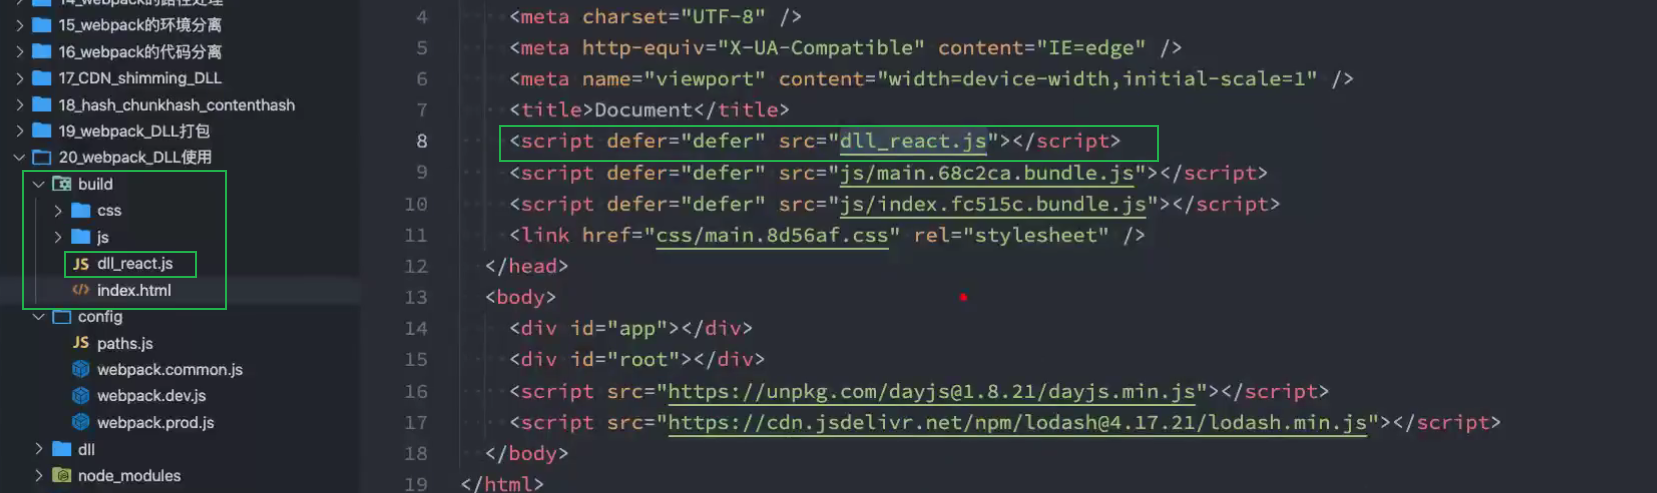 14_webpack的路径处理
15_webpack的环境分离
16_webpack的代码分离
17_CDN_shimming_DLL
18_hash_chunkhash_contenthash
19_webpack_DLL打包
20_webpack_DLL使用
build
css
js
JS dll_react.js
</> index.html
config
JS paths.js
webpack.common.js
webpack.dev.js
webpack.prod.js
dll
node_modules
4 <meta charset="UTF-8" />
5 <meta http-equiv="X-UA-Compatible" content="IE=edge" />
6 <meta name="viewport" content="width=device-width,initial-scale=1" />
7 <title>Document</title>
8 <script defer="defer" src="dll_react.js"></script>
9 <script defer="defer" src="js/main.68c2ca.bundle.js"></script>
10 <script defer="defer" src="js/index.fc515c.bundle.js"></script>
11 <link href="css/main.8d56af.css" rel="stylesheet" />
12 </head>
13 <body>
14 <div id="app"></div>
15 <div id="root"></div>
16 <script src="https://unpkg.com/dayjs@1.8.21/dayjs.min.js"></script>
17 <script src="https://cdn.jsdelivr.net/npm/lodash@4.17.21/lodash.min.js"></script>
18 </body>
19 </html>